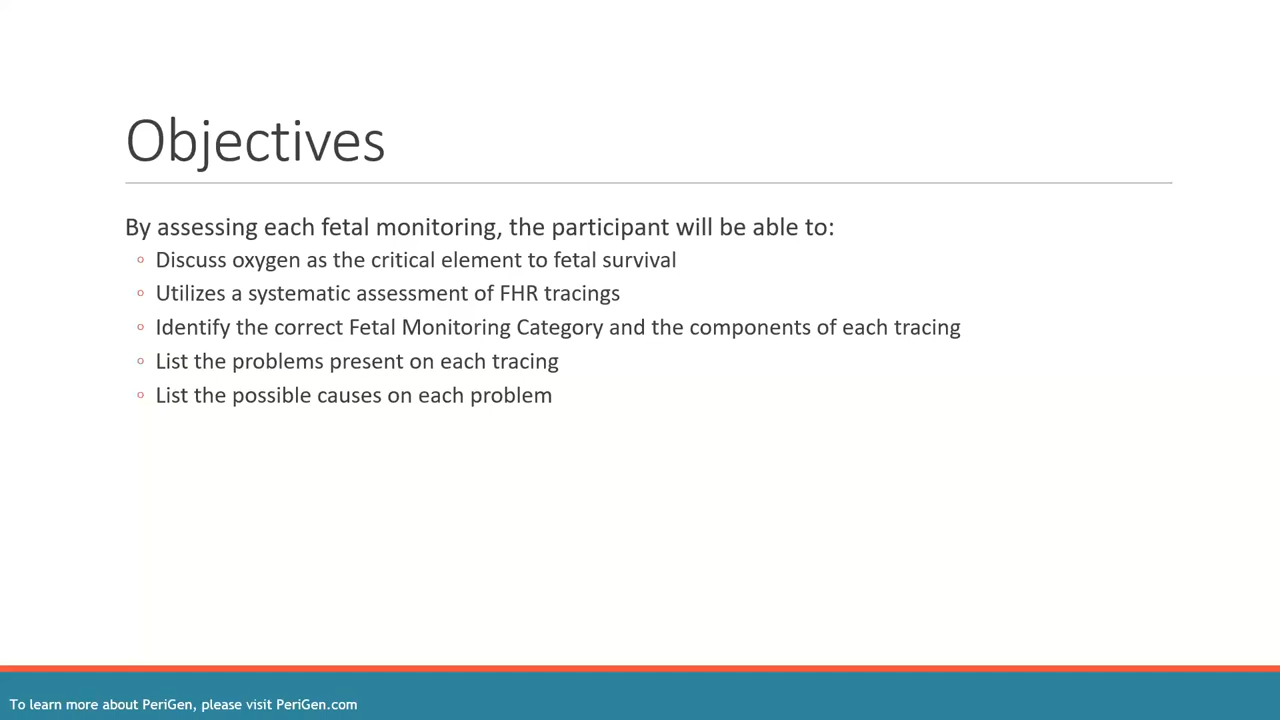 Objectives
By assessing each fetal monitoring, the participant will be able to:
◦ Discuss oxygen as the critical element to fetal survival
◦ Utilizes a systematic assessment of FHR tracings
◦ Identify the correct Fetal Monitoring Category and the components of each tracing
◦ List the problems present on each tracing
◦ List the possible causes on each problem
To learn more about PeriGen, please visit PeriGen.com